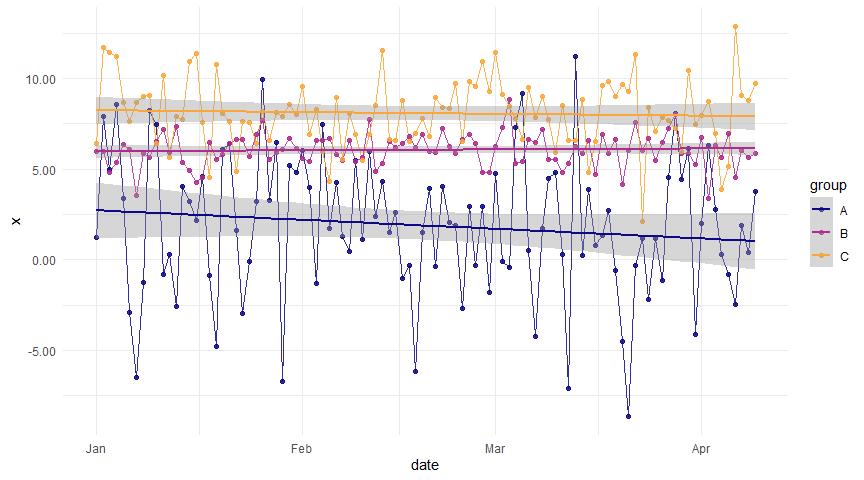 10.00
5.00
0.00
-5.00
x
Jan
Feb
Mar
Apr
date
group
A
B
C